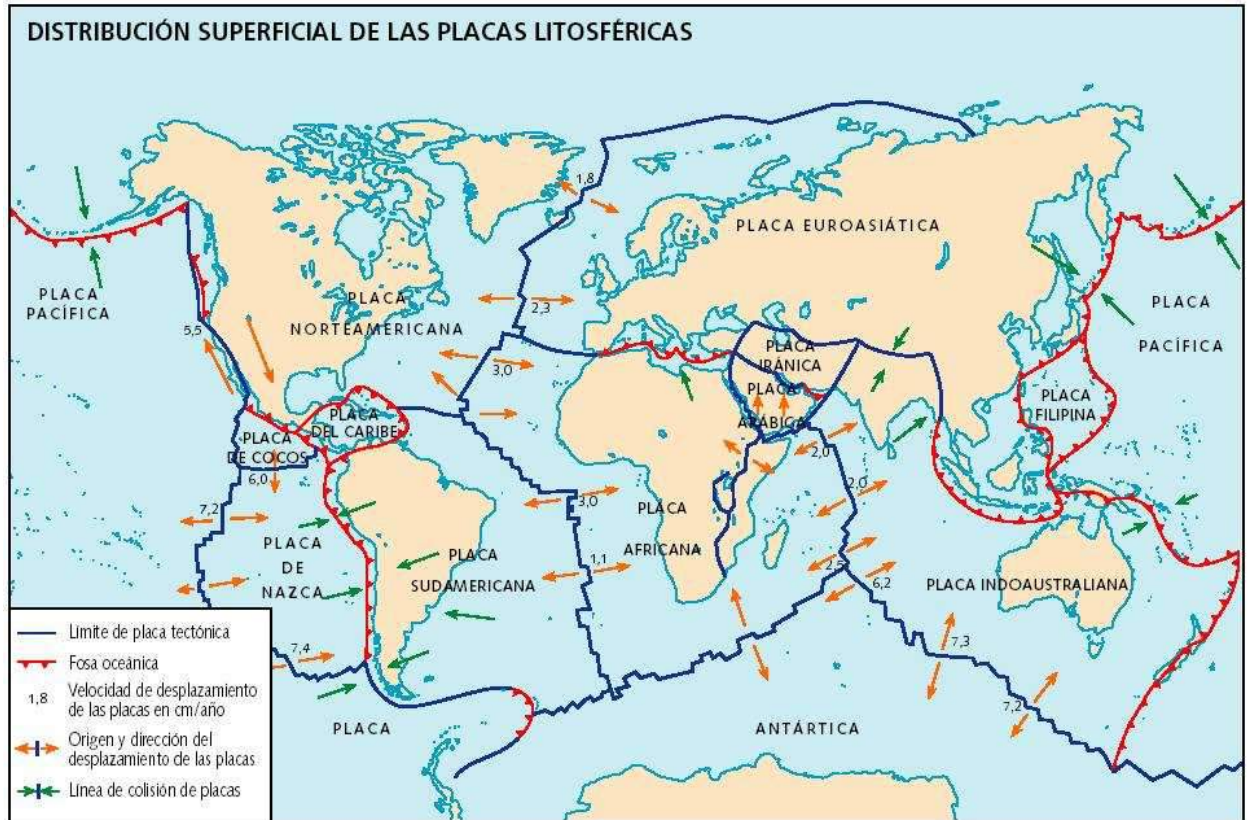 DISTRIBUCIÓN SUPERFICIAL DE LAS PLACAS LITOSFÉRICAS
1,8
PLACA EUROASIÁTICA
PLACA
PACÍFICA
PLACA
NORTEAMERICANA
2,3
PLACA
PACÍFICA
5,5
3,0
PLACA
IRÁNICA
PLACA
ARÁBIGA
PLACA
FILIPINA
PLACA
DEL CARIBE
PLACA
DE COCOS
6,0
2,0
7,2
3,0
2,0
PLACA
DE
NAZCA
PLACA
SUDAMERICANA
PLACA
AFRICANA
1,1
2,5
6,2
PLACA INDOAUSTRALIANA
7,4
7,3
7,2
PLACA
ANTÁRTICA
Límite de placa tectónica
Fosa oceánica
1,8
Velocidad de desplazamiento
de las placas en cm/año
Origen y dirección del
desplazamiento de las placas
Línea de colisión de placas